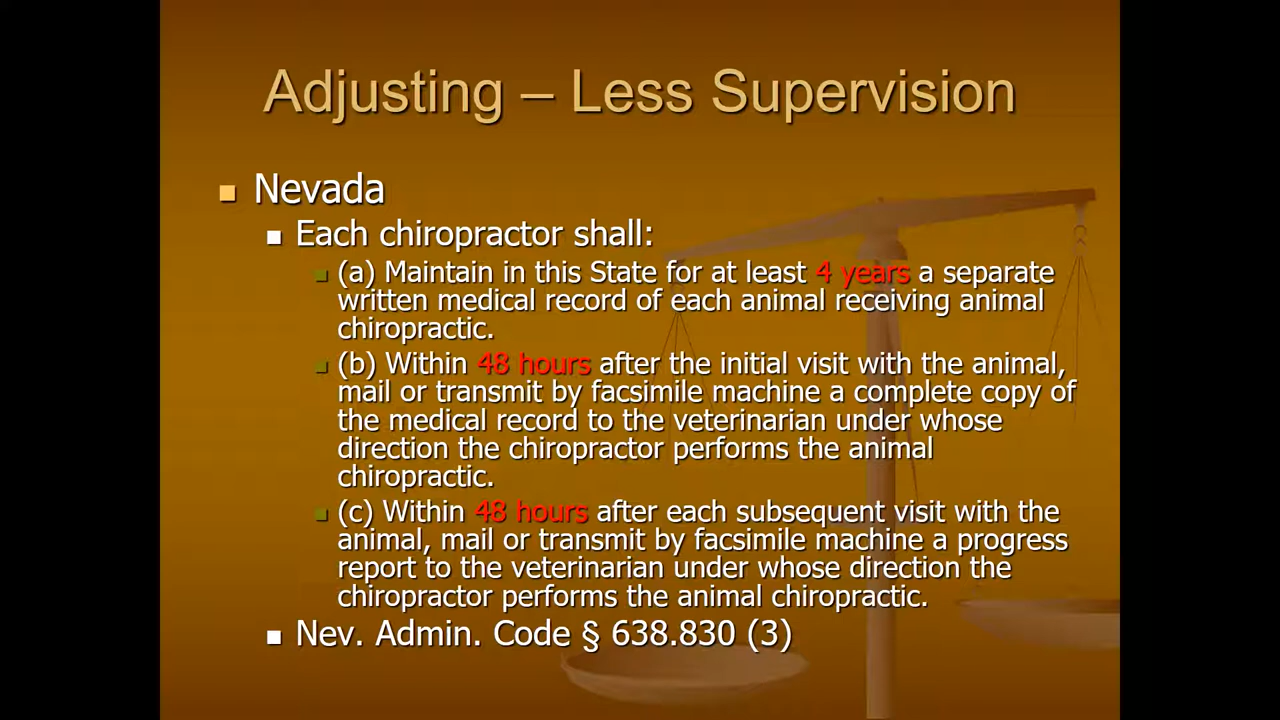 Adjusting – Less Supervision
Nevada
Each chiropractor shall:
(a) Maintain in this State for at least 4 years a separate
written medical record of each animal receiving animal
chiropractic.
(b) Within 48 hours after the initial visit with the animal,
mail or transmit by facsimile machine a complete copy of
the medical record to the veterinarian under whose
direction the chiropractor performs the animal
chiropractic.
(c) Within 48 hours after each subsequent visit with the
animal, mail or transmit by facsimile machine a progress
report to the veterinarian under whose direction the
chiropractor performs the animal chiropractic.
Nev. Admin. Code § 638.830 (3)